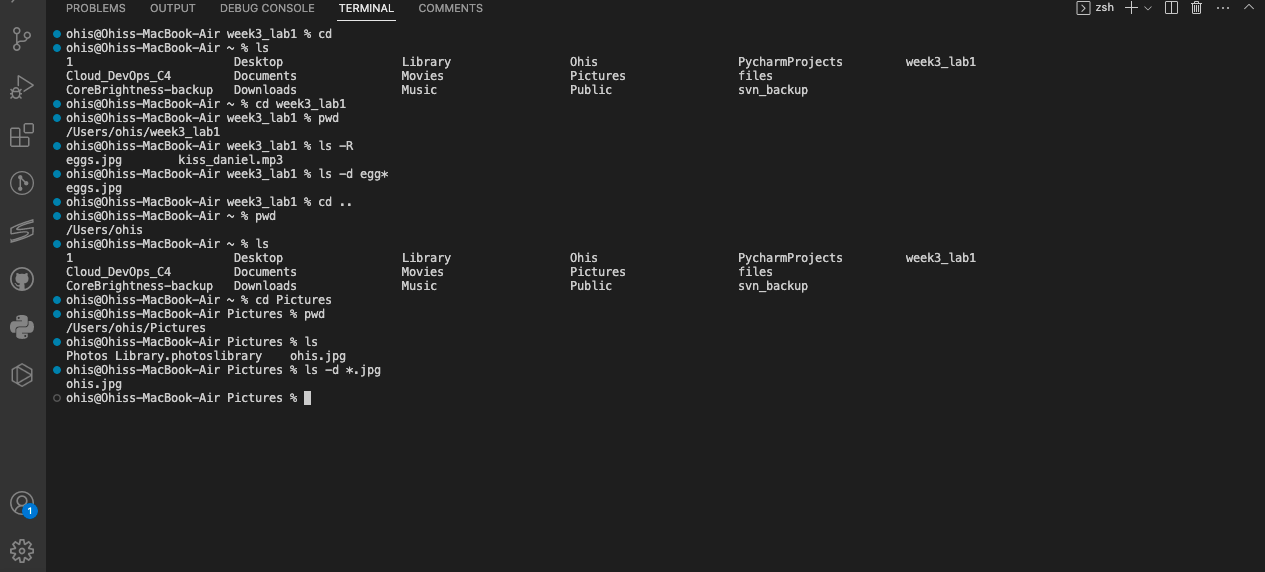 PROBLEMS OUTPUT DEBUG CONSOLE TERMINAL COMMENTS zsh
ohis@Ohiss-MacBook-Air week3_lab1 % cd
ohis@Ohiss-MacBook-Air ~ % ls
1 Desktop Library Ohis PycharmProjects week3_lab1
Cloud_DevOps_C4 Documents Movies Pictures files
CoreBrightness-backup Downloads Music Public svn_backup
ohis@Ohiss-MacBook-Air ~ % cd week3_lab1
ohis@Ohiss-MacBook-Air week3_lab1 % pwd
/Users/ohis/week3_lab1
ohis@Ohiss-MacBook-Air week3_lab1 % ls -R
eggs.jpg kiss_daniel.mp3
ohis@Ohiss-MacBook-Air week3_lab1 % ls -d egg*
eggs.jpg
ohis@Ohiss-MacBook-Air week3_lab1 % cd ..
ohis@Ohiss-MacBook-Air ~ % pwd
/Users/ohis
ohis@Ohiss-MacBook-Air ~ % ls
1 Desktop Library Ohis PycharmProjects week3_lab1
Cloud_DevOps_C4 Documents Movies Pictures files
CoreBrightness-backup Downloads Music Public svn_backup
ohis@Ohiss-MacBook-Air ~ % cd Pictures
ohis@Ohiss-MacBook-Air Pictures % pwd
/Users/ohis/Pictures
ohis@Ohiss-MacBook-Air Pictures % ls
Photos Library.photoslibrary ohis.jpg
ohis@Ohiss-MacBook-Air Pictures % ls -d *.jpg
ohis.jpg
ohis@Ohiss-MacBook-Air Pictures %
1